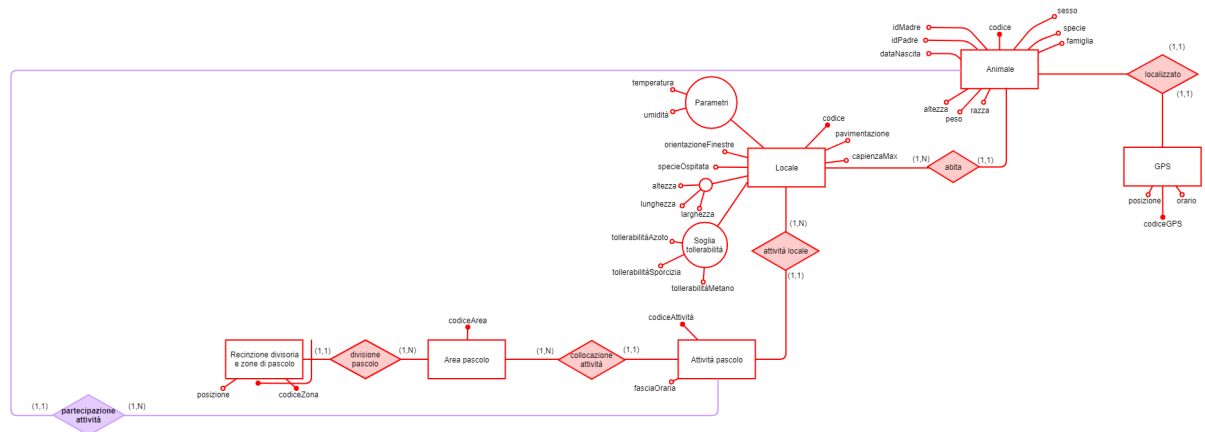 sesso
idMadre
codice
specie
idPadre
famiglia
(1,1)
dataNascita
Animale
localizzato
temperatura
Parametri
(1,1)
altezza
razza
peso
umidità
codice
pavimentazione
orientazioneFinestre
capienzaMax
(1,N)
(1,1)
specieOspitata
Locale
abita
GPS
altezza
lunghezza
posizione
orario
larghezza
codiceGPS
(1,N)
tollerabilitàAzoto
Soglia
tollerabilità
attività locale
tollerabilitàSporcizia
(1,1)
tollerabilitàMetano
codiceArea
codiceAttività
Recinzione divisoria
e zone di pascolo
(1,1)
divisione
pascolo
(1,N)
Area pascolo
(1,N)
collocazione
attività
(1,1)
Attività pascolo
posizione
codiceZona
fasciaOraria
(1,1)
partecipazione
attività
(1,N)